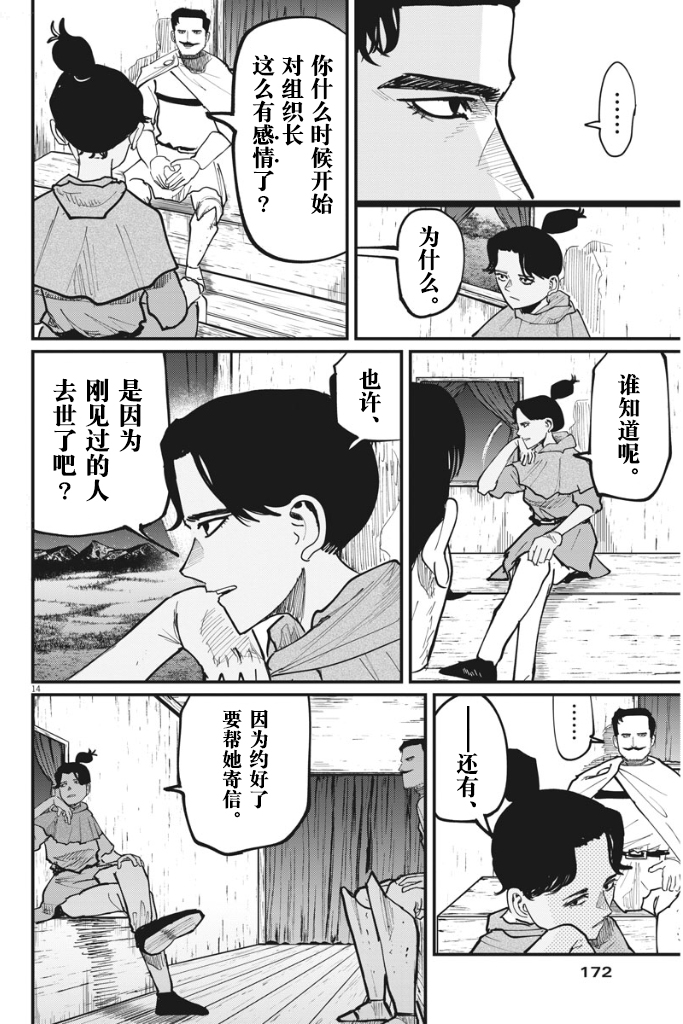 ……
为什么。
你什么时候开始
对组织长
这么有感情了？
谁知道呢。
也许、
是因为
刚见过的人
去世了吧？
……
——还有、
因为约好了
要帮她寄信。
14
172